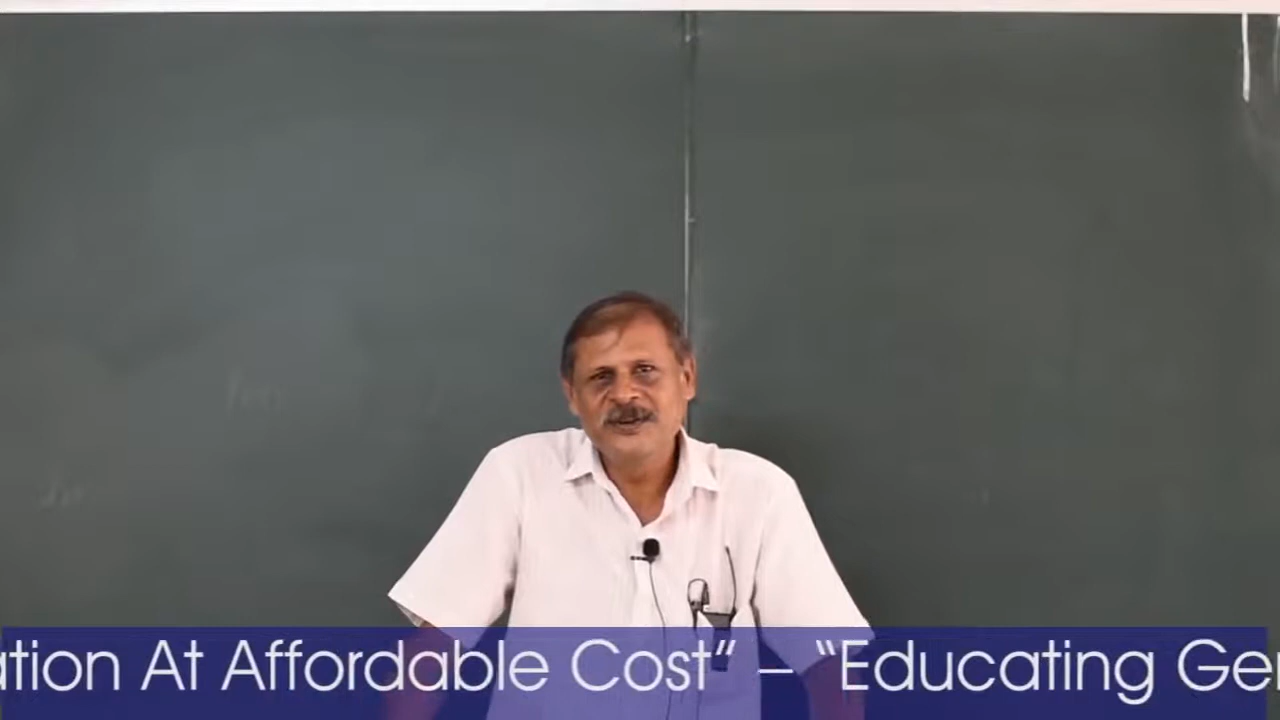 ation At Affordable Cost” – “Educating Ge